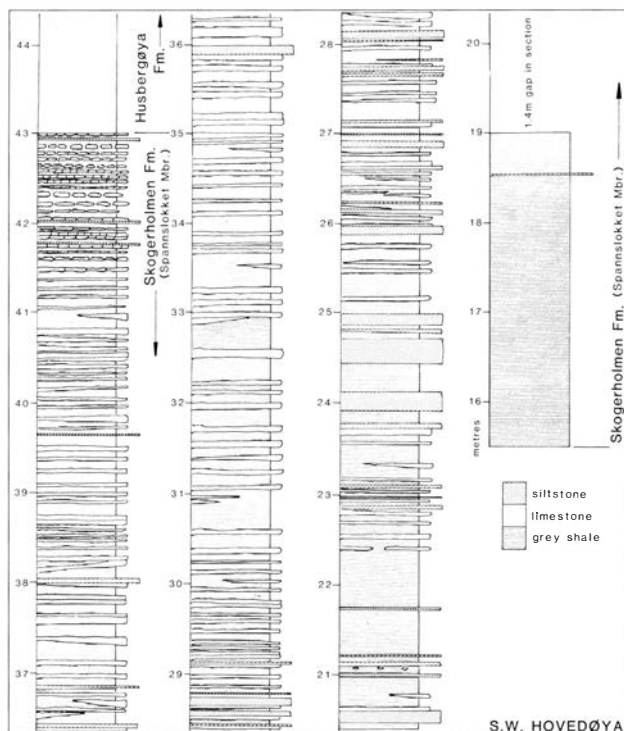 44
43
42
41
40
39
38
37
Husbergøya Fm.
Skogerholmen Fm.
(Spannslokket Mbr.)
36
35
34
33
32
31
30
29
28
27
26
25
24
23
22
21
20
19
18
17
16
metres
1.4m gap in section
Skogerholmen Fm. (Spannslokket Mbr.)
siltstone
limestone
grey shale
S.W. HOVEDØYA